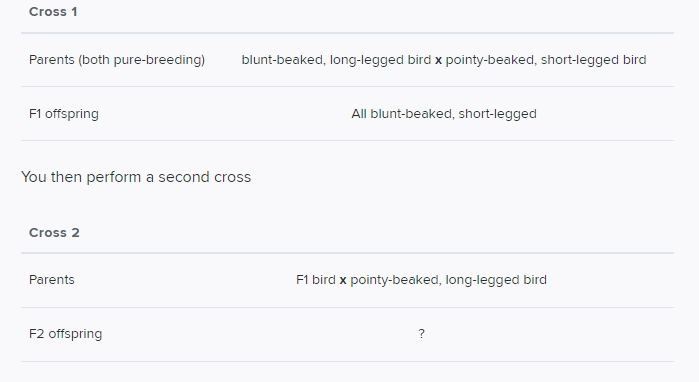 Cross 1
Parents (both pure-breeding) blunt-beaked, long-legged bird x pointy-beaked, short-legged bird
F1 offspring All blunt-beaked, short-legged
You then perform a second cross
Cross 2
Parents F1 bird x pointy-beaked, long-legged bird
F2 offspring ?